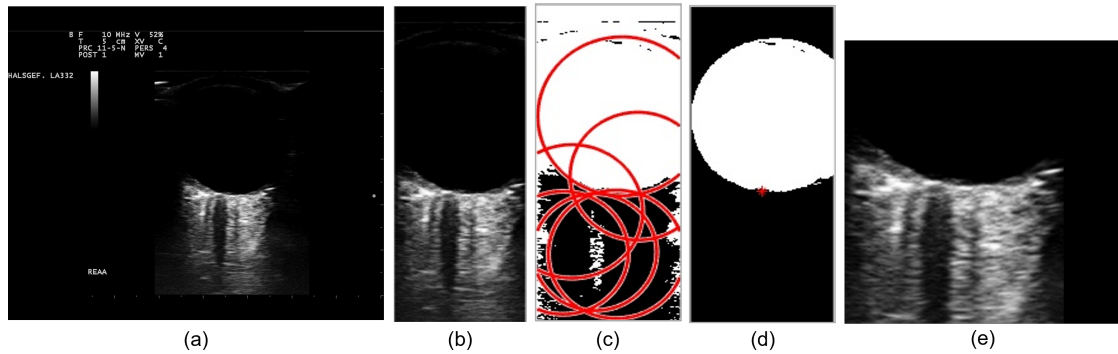 B F 10 MHz V 52%
T 5 cm XV C
PRC 11-5-N PERS 4
POST 1 MV 1
HALSGEF. LA332
REAA
(a) (b) (c) (d) (e)